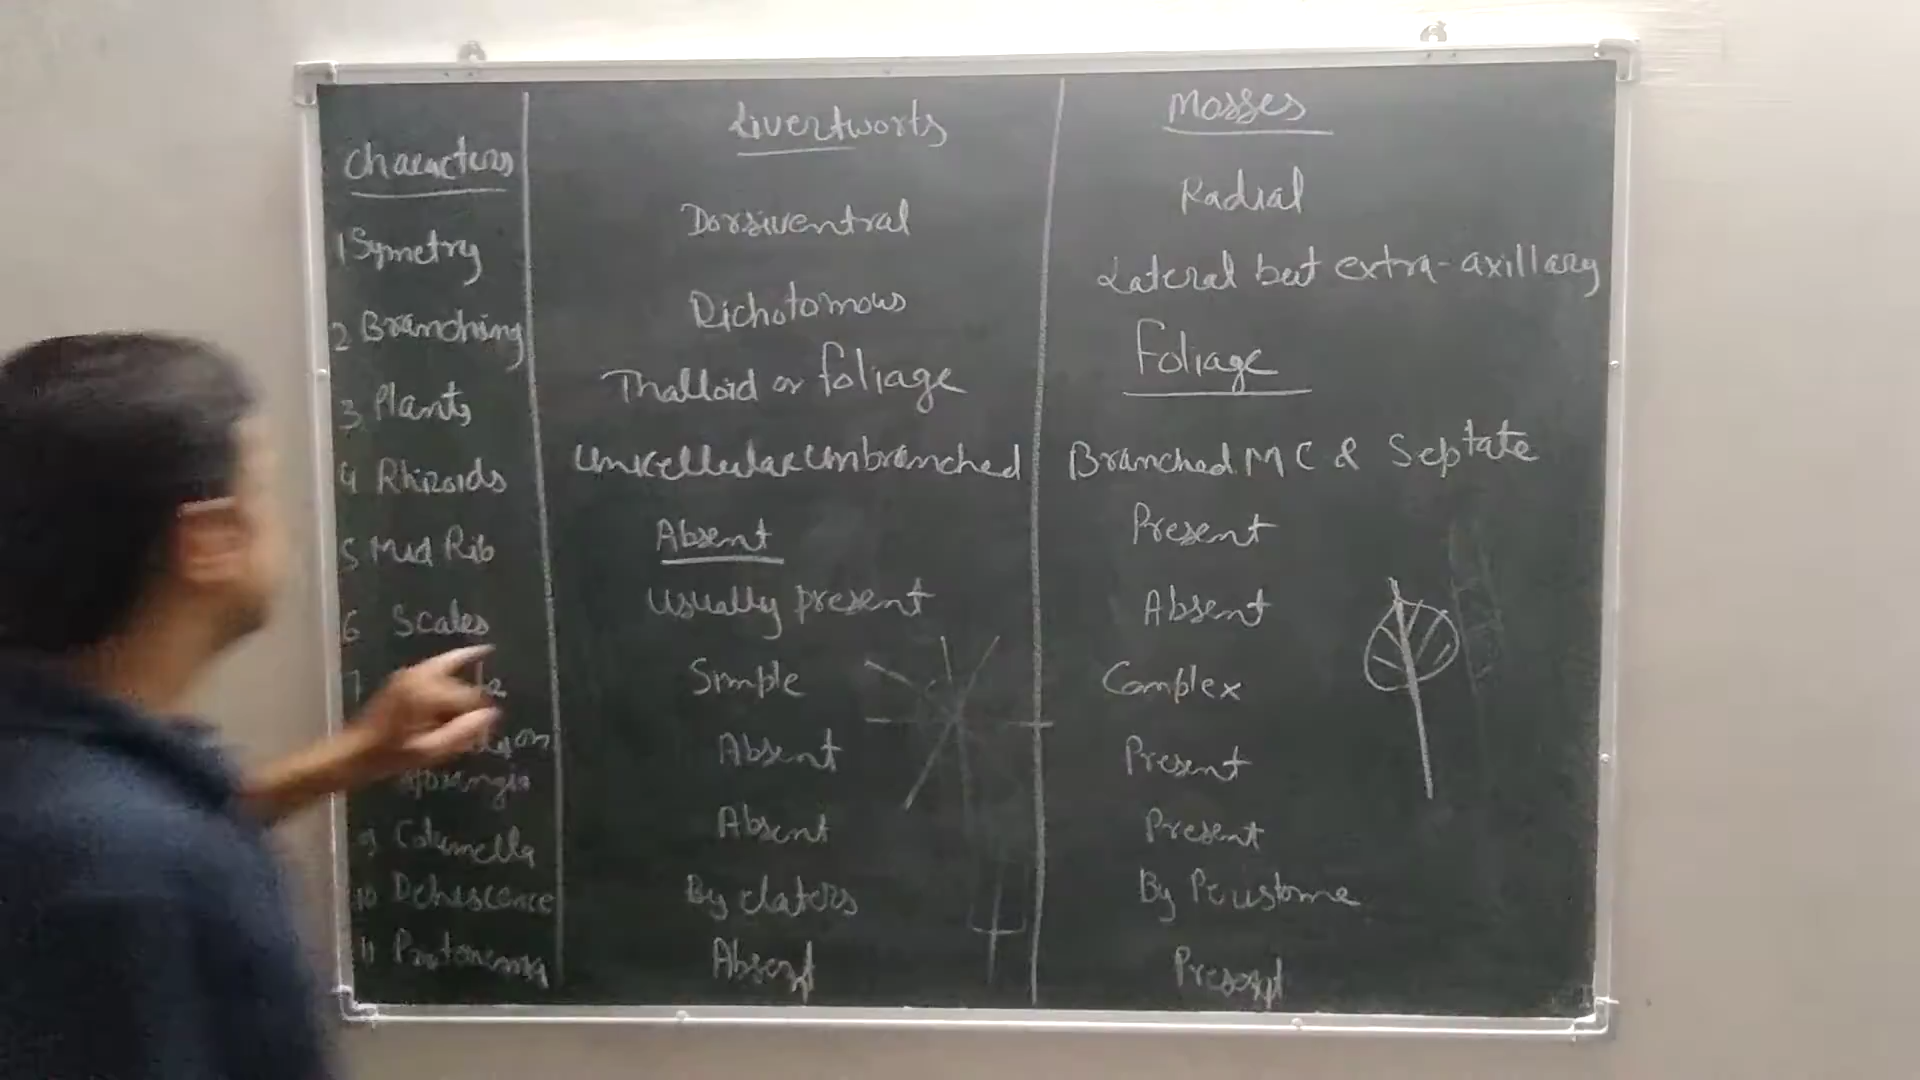 Characters Livertworts Mosses
1 Symetry Dorsiventral Radial
2 Branching Dichotomous Lateral but extra-axillary
3 Plants Thalloid or foliage Foliage
4 Rhizoids Unicellular Unbranched Branched MC & Septate
5 Mid Rib Absent Present
6 Scales Usually present Absent
7 Simple Complex
Absent Present
9 Columella Absent Present
10 Dehiscence By elaters By Peristome
11 Protonema Absent Present